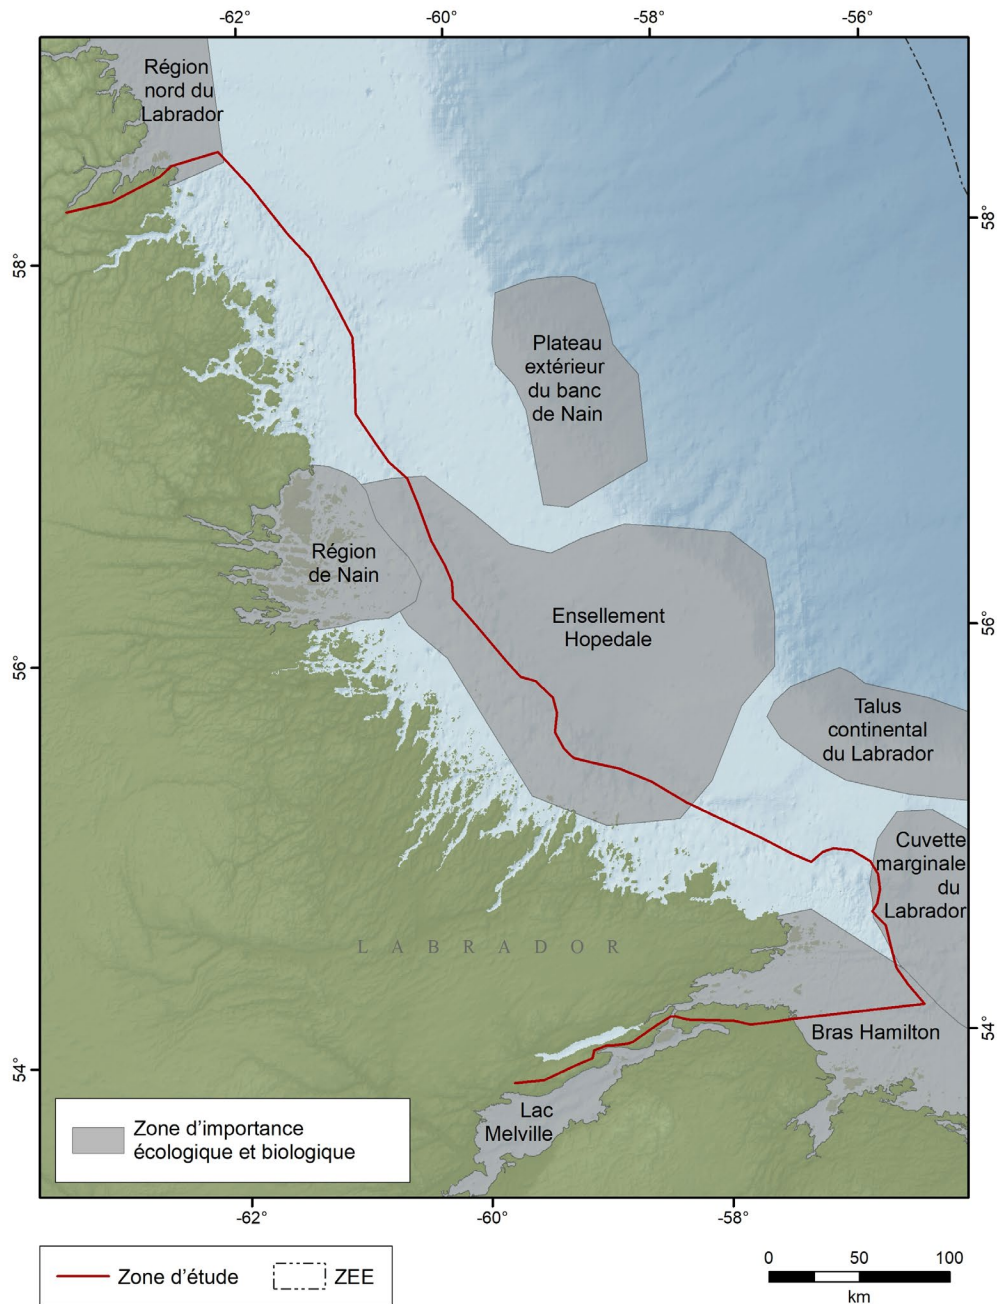 -62°
-60°
-58°
-56°
Région
nord du
Labrador
58°
58°
Plateau
extérieur
du banc
de Nain
Région
de Nain
Ensellement
Hopedale
56°
56°
Talus
continental
du Labrador
Cuvette
marginale
du
Labrador
LABRADOR
Bras Hamilton
54°
54°
Lac
Melville
Zone d'importance
écologique et biologique
-62°
-60°
-58°
Zone d'étude
ZEE
0
50
100
km